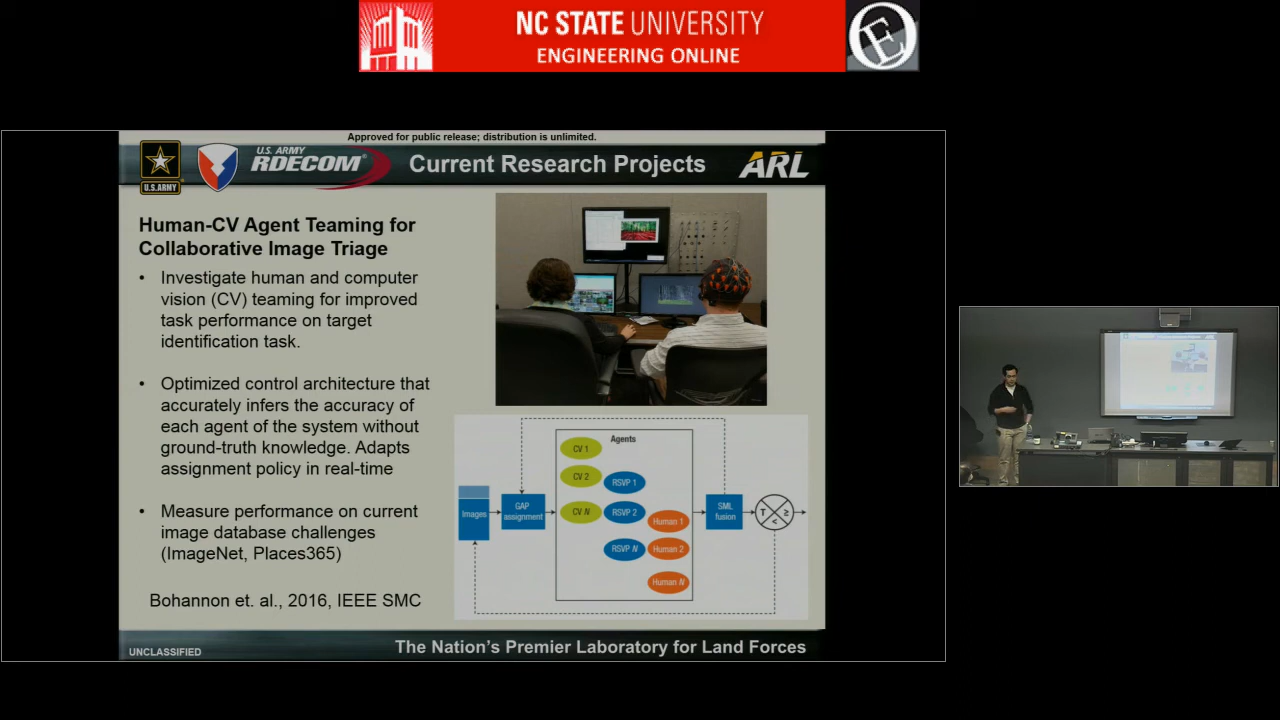 NC STATE UNIVERSITY
ENGINEERING ONLINE
Approved for public release; distribution is unlimited.
U.S. ARMY
U.S. ARMY
RDECOM®
Current Research Projects
ARL
Human-CV Agent Teaming for
Collaborative Image Triage
• Investigate human and computer
vision (CV) teaming for improved
task performance on target
identification task.
• Optimized control architecture that
accurately infers the accuracy of
each agent of the system without
ground-truth knowledge. Adapts
assignment policy in real-time
• Measure performance on current
image database challenges
(ImageNet, Places365)
Bohannon et. al., 2016, IEEE SMC
Agents
CV 1
CV 2
CV N
RSVP 1
RSVP 2
RSVP N
Human 1
Human 2
Human N
Images
GAP
assignment
SML
fusion
T
≥
<
UNCLASSIFIED
The Nation's Premier Laboratory for Land Forces